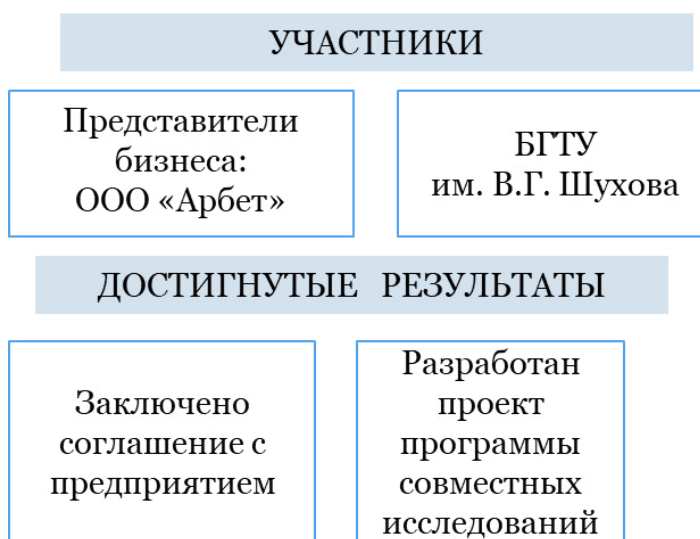 УЧАСТНИКИ
Представители
бизнеса:
ООО «Арбет»
БГТУ
им. В.Г. Шухова
ДОСТИГНУТЫЕ РЕЗУЛЬТАТЫ
Заключено
соглашение с
предприятием
Разработан
проект
программы
совместных
исследований